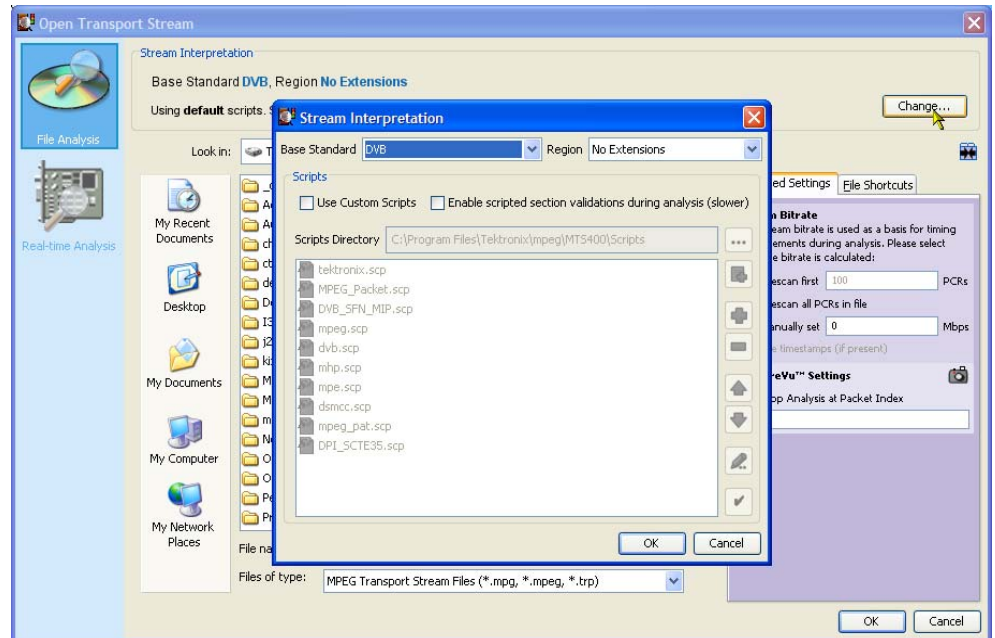 Open Transport Stream
Stream Interpretation
Base Standard DVB, Region No Extensions
Using default scripts.
Change...
File Analysis
Real-time Analysis
Look in:
My Recent
Documents
Desktop
My Documents
My Computer
My Network
Places
File na
Files of type: MPEG Transport Stream Files (*.mpg, *.mpeg, *.trp)
Stream Interpretation
Base Standard DVB Region No Extensions
Scripts
Use Custom Scripts Enable scripted section validations during analysis (slower)
Scripts Directory C:\Program Files\Tektronix\mpeg\MTS400\Scripts ...
tektronix.scp
MPEG_Packet.scp
DVB_SFN_MIP.scp
mpeg.scp
dvb.scp
mhp.scp
mpe.scp
dsmcc.scp
mpeg_pat.scp
DPI_SCTE35.scp
OK Cancel
ed Settings File Shortcuts
Bitrate
eam bitrate is used as a basis for timing
ements during analysis. Please select
e bitrate is calculated:
escan first 100 PCRs
escan all PCRs in file
anually set 0 Mbps
e timestamps (if present)
reVu™ Settings
op Analysis at Packet Index
OK Cancel